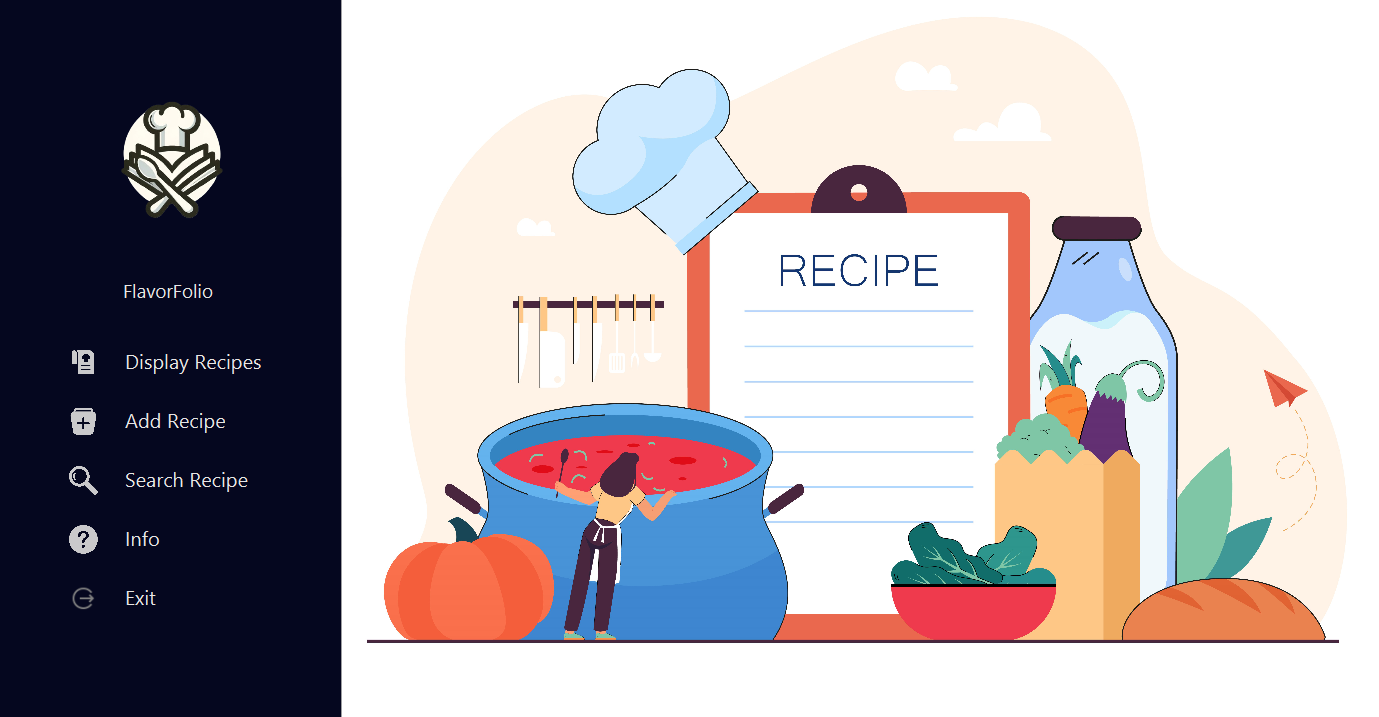 FlavorFolio
Display Recipes
Add Recipe
Search Recipe
Info
Exit
RECIPE